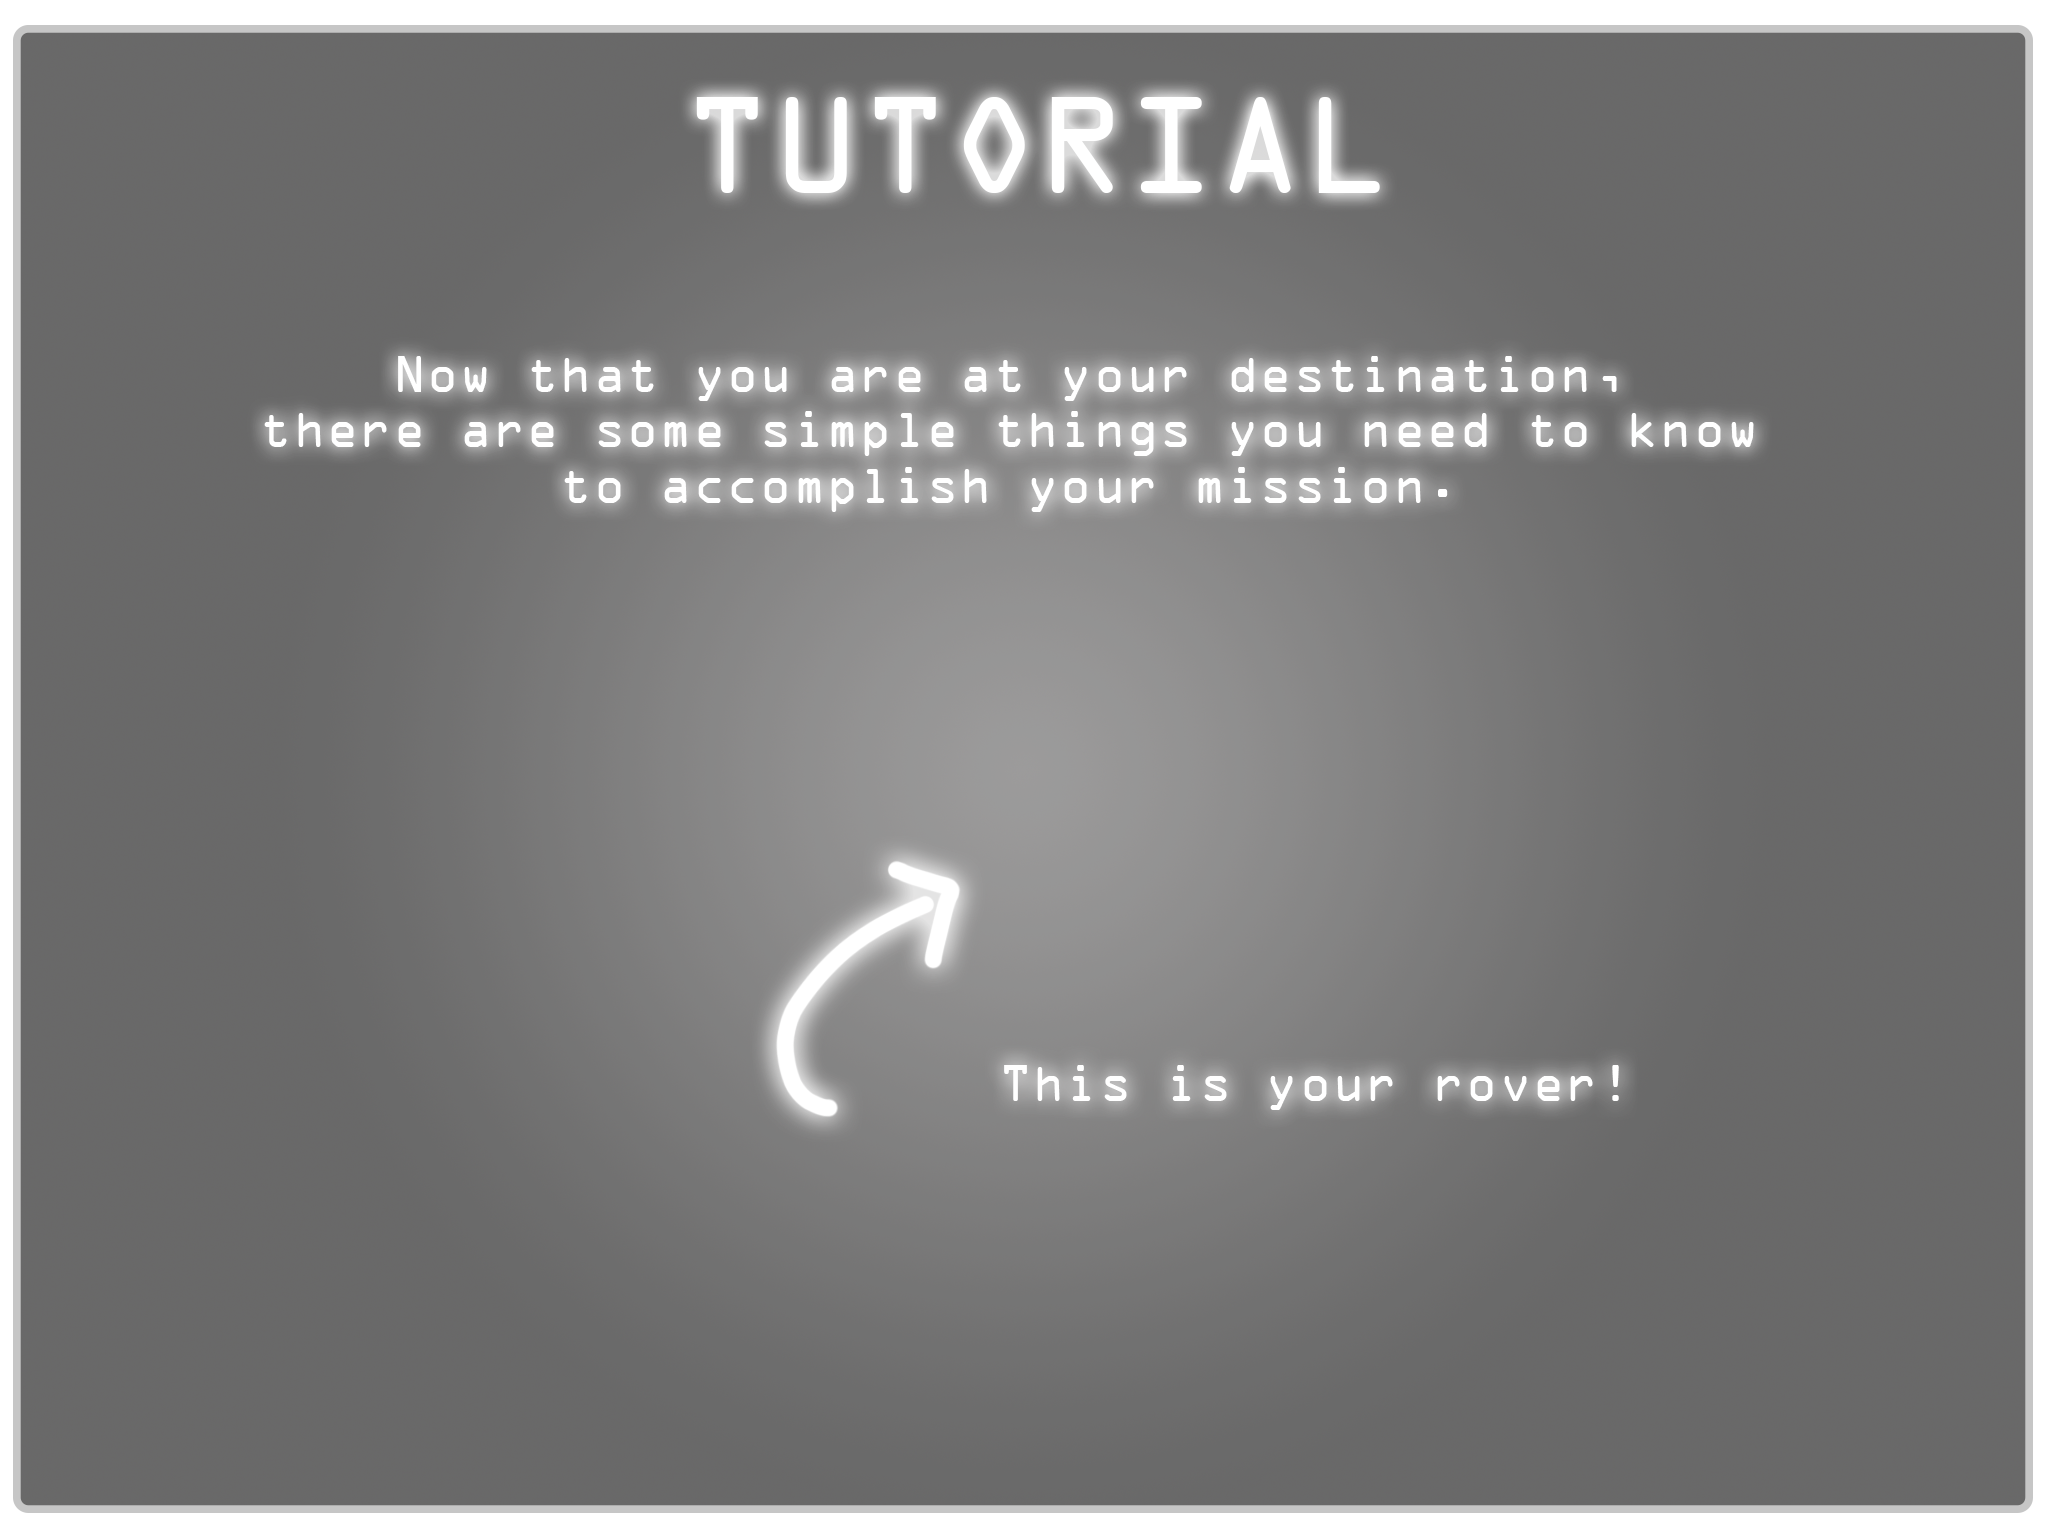 TUTORIAL
Now that you are at your destination,
there are some simple things you need to know
to accomplish your mission.
This is your rover!